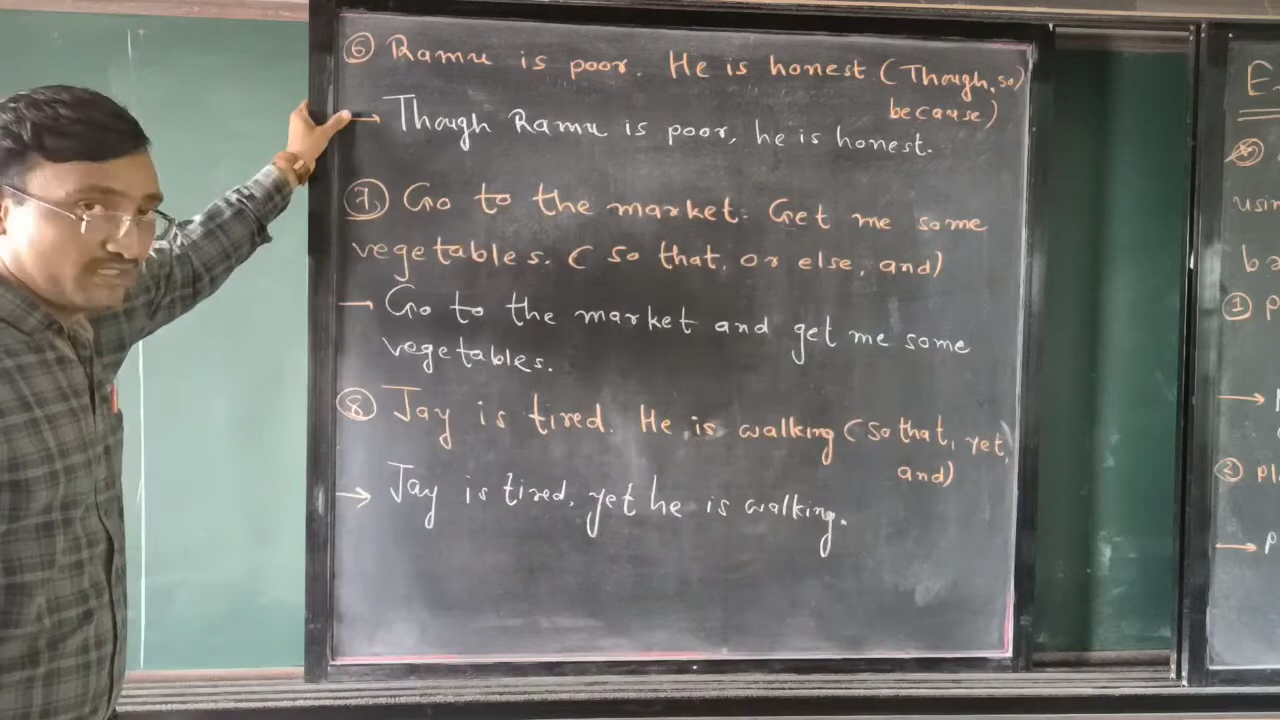 ⑥ Ramu is poor. He is honest (Though, so,
because)
→ Though Ramu is poor, he is honest.
⑦ Go to the market. Get me some
vegetables. (so that, or else, and)
→ Go to the market and get me some
vegetables.
⑧ Jay is tired. He is walking (so that, yet,
and)
→ Jay is tired, yet he is walking.
①
→
②
→